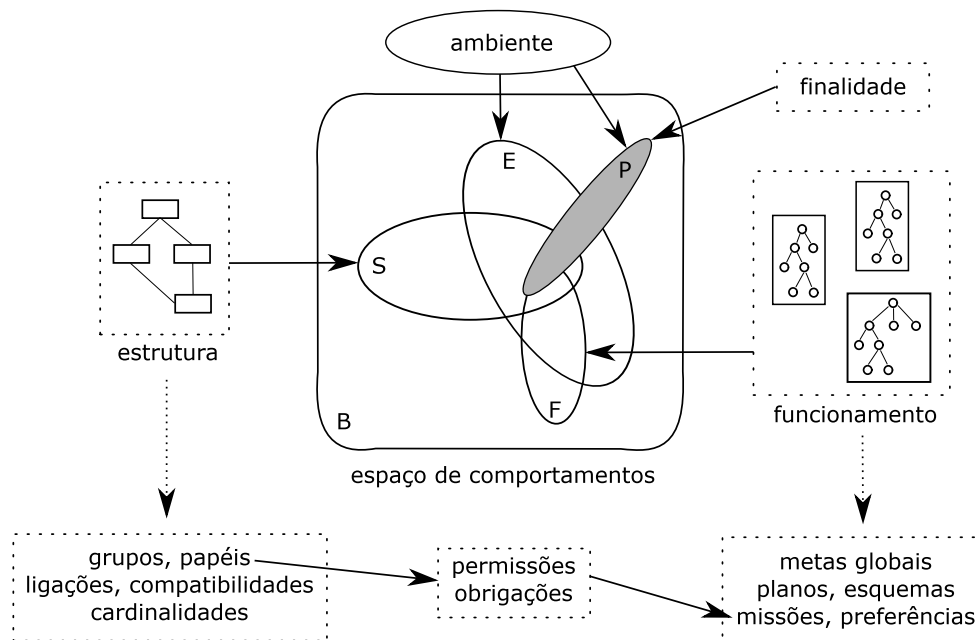 ambiente
finalidade
E
P
S
estrutura
F
B
funcionamento
espaço de comportamentos
grupos, papéis
ligações, compatibilidades
cardinalidades
permissões
obrigações
metas globais
planos, esquemas
missões, preferências